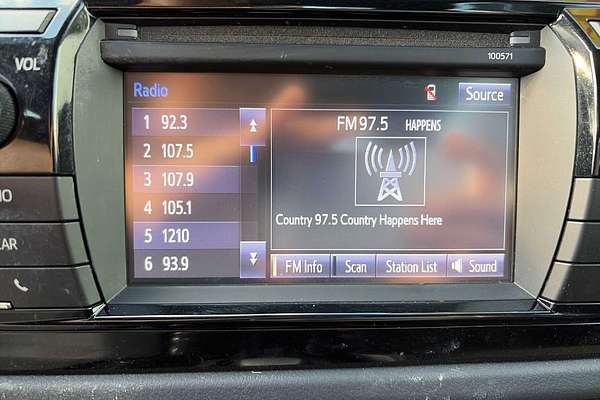 VOL
100571
Radio
Source
1 92.3
2 107.5
3 107.9
4 105.1
5 1210
6 93.9
FM 97.5 HAPPENS
Country 97.5 Country Happens Here
FM Info Scan Station List Sound